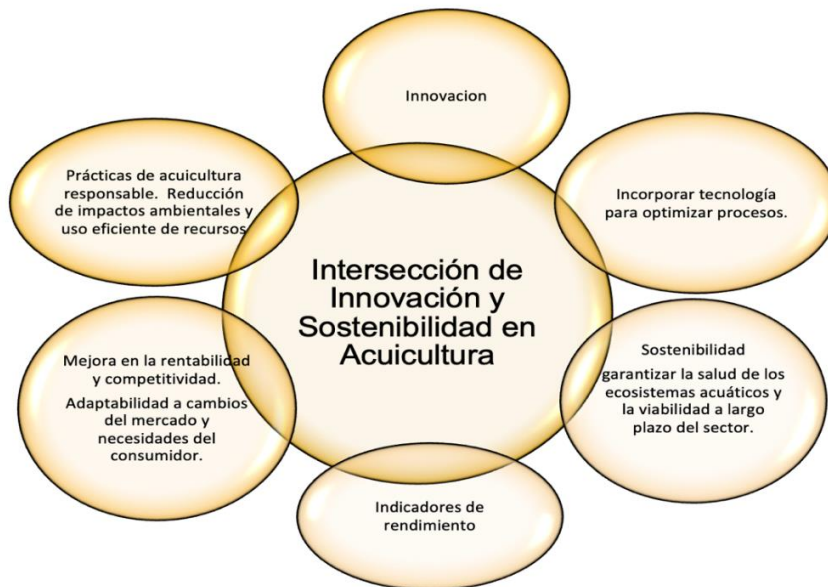 Innovacion
Prácticas de acuicultura
responsable.  Reducción
de impactos ambientales y
uso eficiente de recursos
Incorporar tecnología
para optimizar procesos.
Intersección de
Innovación y
Sostenibilidad en
Acuicultura
Mejora en la rentabilidad
y competitividad.
Adaptabilidad a cambios
del mercado y
necesidades del
consumidor.
Sostenibilidad
garantizar la salud de los
ecosistemas acuáticos y
la viabilidad a largo
plazo del sector.
Indicadores de
rendimiento